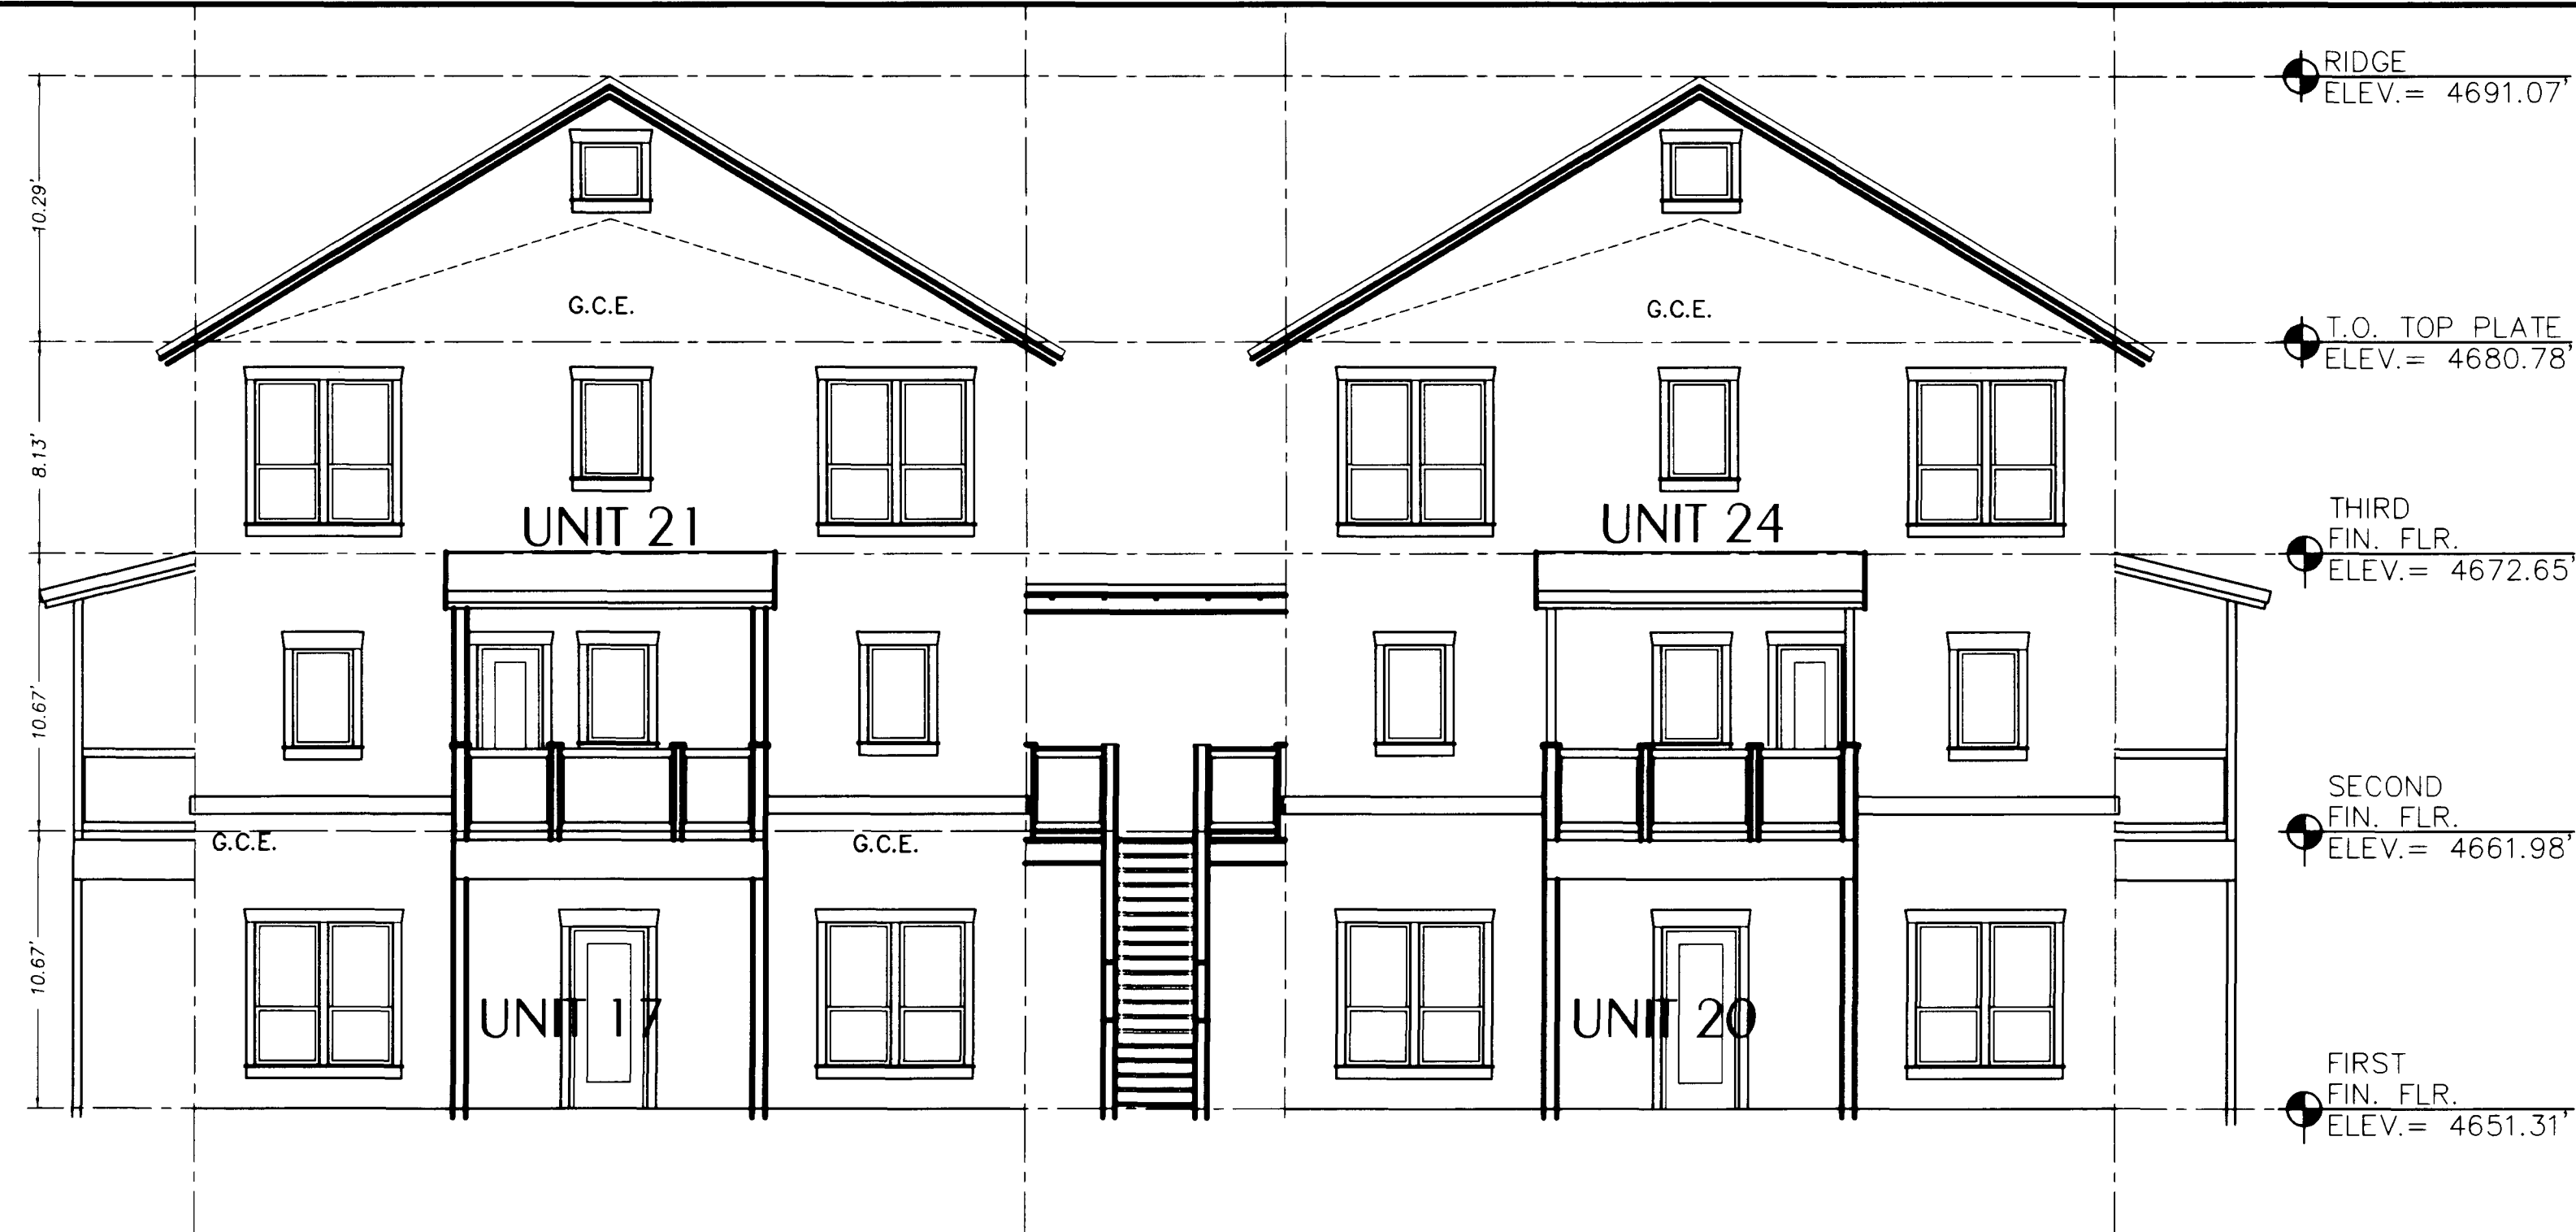 RIDGE
ELEV.= 4691.07'
10.29'
G.C.E.
G.C.E.
T.O. TOP PLATE
ELEV.= 4680.78'
8.13'
UNIT 21
UNIT 24
THIRD
FIN. FLR.
ELEV.= 4672.65'
10.67'
SECOND
FIN. FLR.
ELEV.= 4661.98'
G.C.E.
G.C.E.
10.67'
UNIT 17
UNIT 20
FIRST
FIN. FLR.
ELEV.= 4651.31'